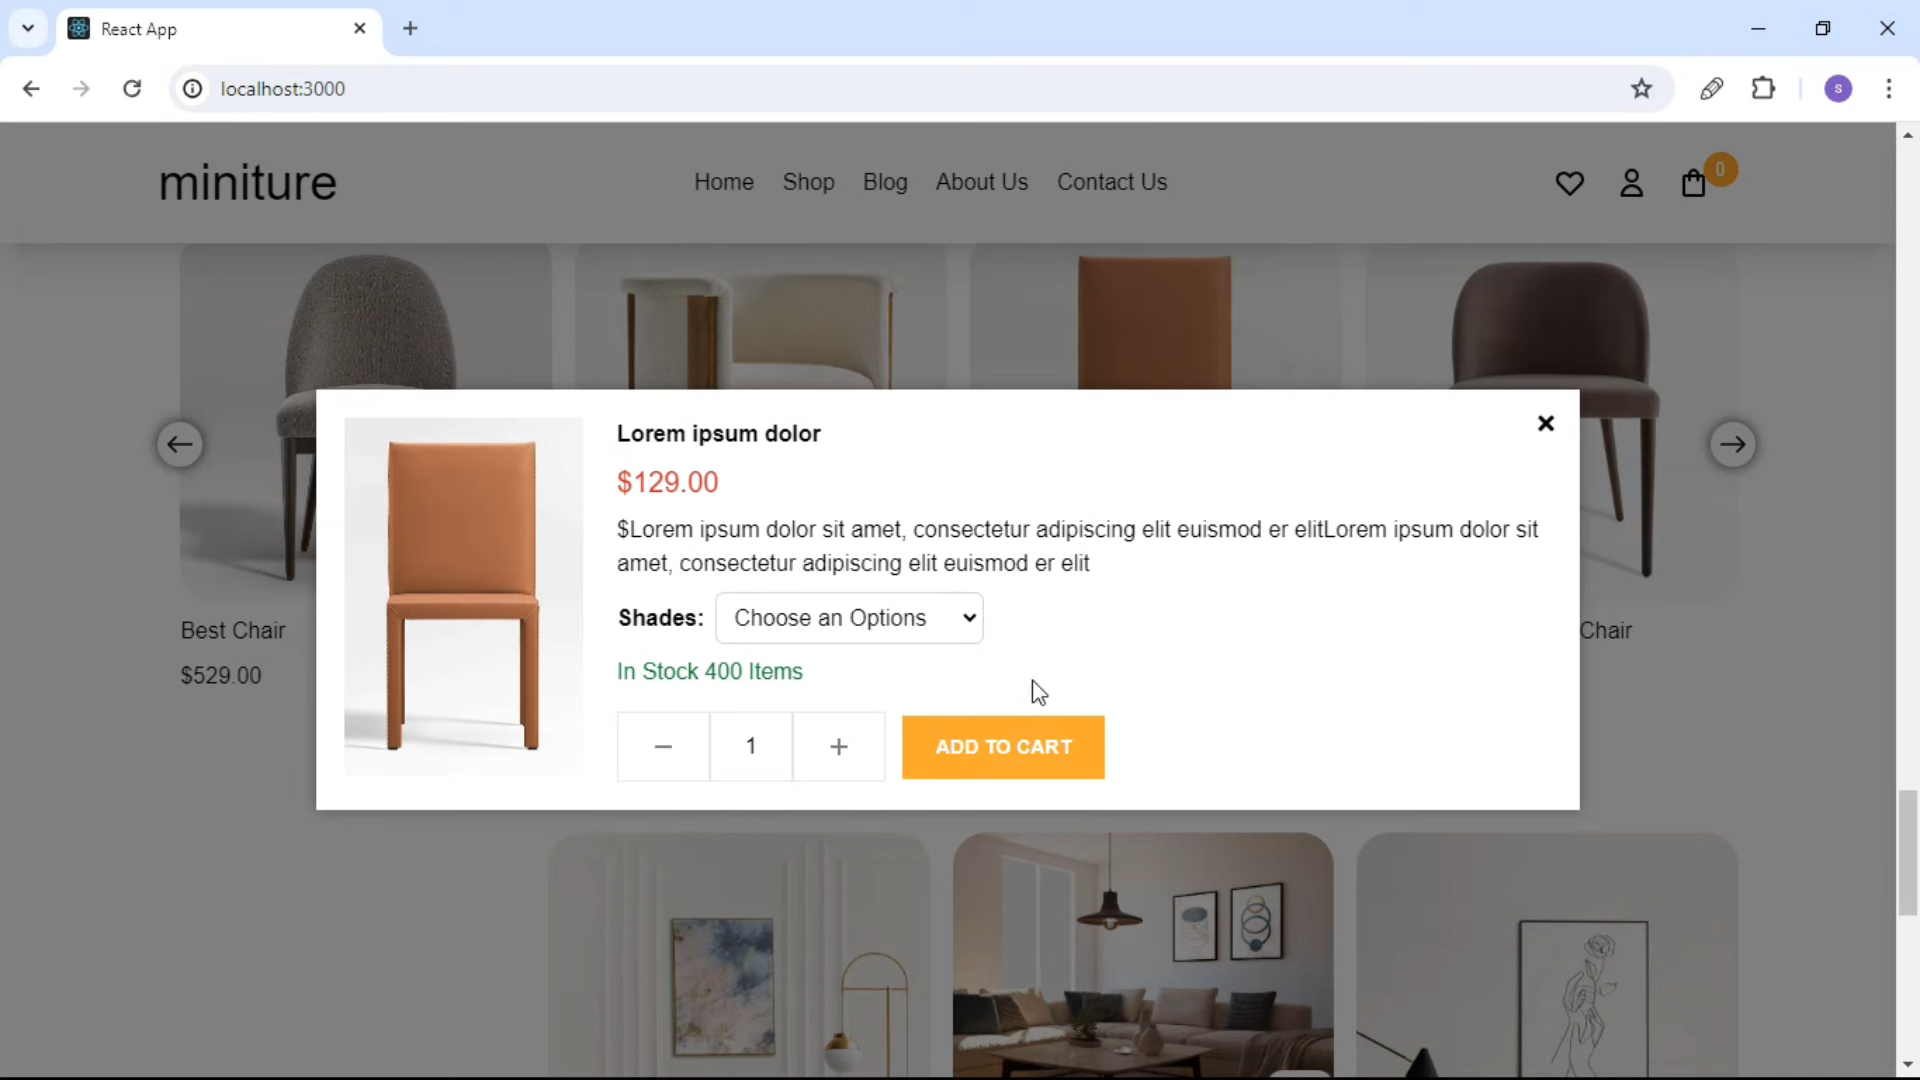 React App
localhost:3000
S
miniture
Home Shop Blog About Us Contact Us
0
Lorem ipsum dolor
$129.00
$Lorem ipsum dolor sit amet, consectetur adipiscing elit euismod er elitLorem ipsum dolor sit
amet, consectetur adipiscing elit euismod er elit
Shades: Choose an Options
Best Chair
Chair
In Stock 400 Items
$529.00
1
ADD TO CART